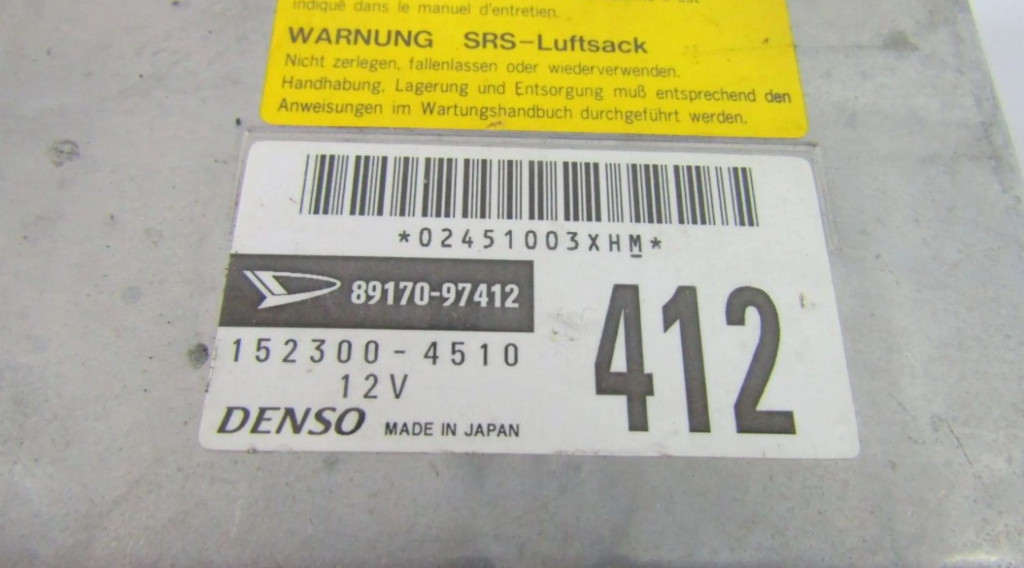 indiqué dans le manuel d'entretien.
WARNUNG SRS-Luftsack
Nicht zerlegen, fallenlassen oder wiederverwenden.
Handhabung, Lagerung und Entsorgung muß entsprechend den
Anweisungen im Wartungshandbuch durchgeführt werden.
*02451003XHM*
89170-97412
412
152300-4510
12V
DENSO MADE IN JAPAN